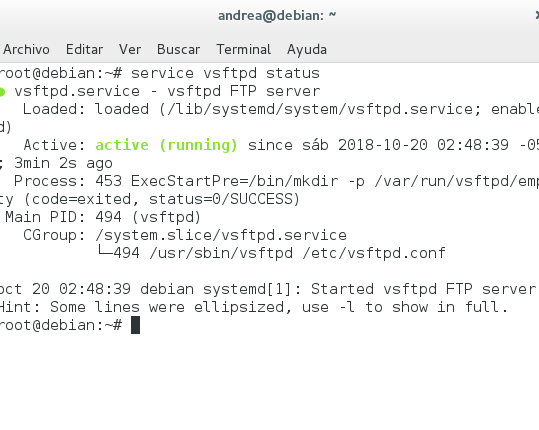 andrea@debian: ~
Archivo Editar Ver Buscar Terminal Ayuda
root@debian:~# service vsftpd status
● vsftpd.service - vsftpd FTP server
Loaded: loaded (/lib/systemd/system/vsftpd.service; enable
d)
Active: active (running) since sáb 2018-10-20 02:48:39 -05
; 3min 2s ago
Process: 453 ExecStartPre=/bin/mkdir -p /var/run/vsftpd/emp
ty (code=exited, status=0/SUCCESS)
Main PID: 494 (vsftpd)
CGroup: /system.slice/vsftpd.service
└─494 /usr/sbin/vsftpd /etc/vsftpd.conf
oct 20 02:48:39 debian systemd[1]: Started vsftpd FTP server
Hint: Some lines were ellipsized, use -l to show in full.
root@debian:~#